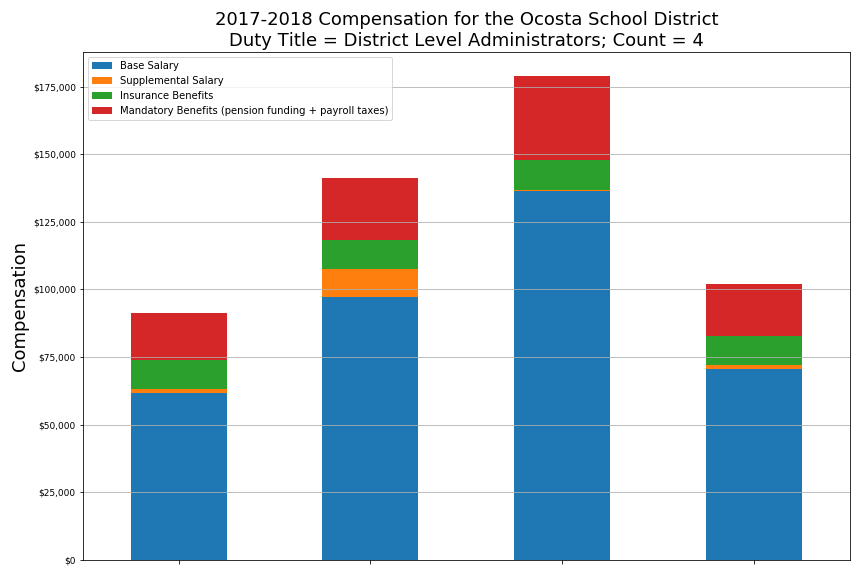 2017-2018 Compensation for the Ocosta School District
Duty Title = District Level Administrators; Count = 4
Base Salary
Supplemental Salary
Insurance Benefits
Mandatory Benefits (pension funding + payroll taxes)
Compensation
$175,000
$150,000
$125,000
$100,000
$75,000
$50,000
$25,000
$0